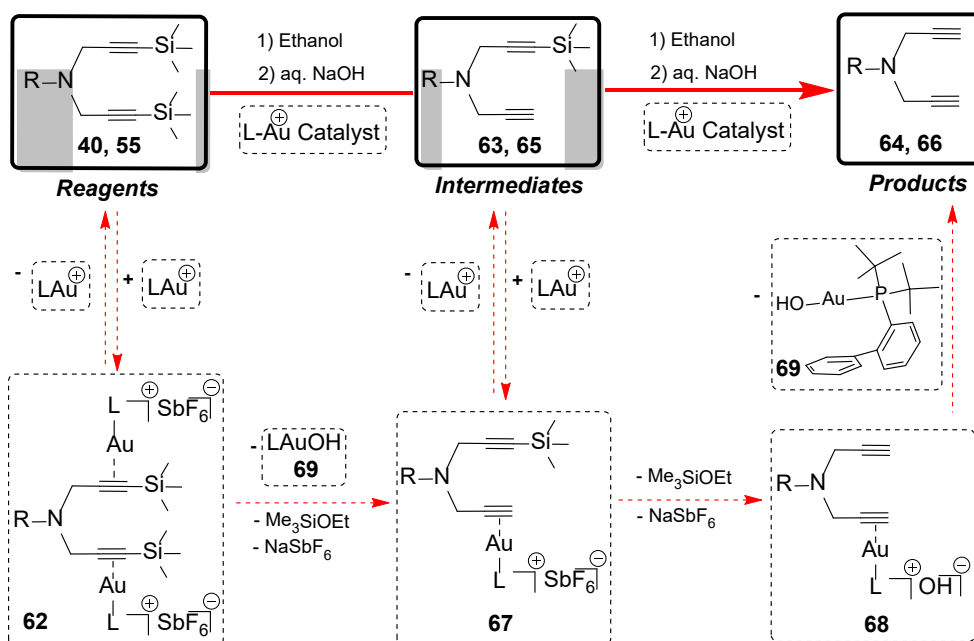 Si
R
N
Si
40, 55
Reagents
1) Ethanol
2) aq. NaOH
L-Au ⊕ Catalyst
Si
R
N
63, 65
Intermediates
1) Ethanol
2) aq. NaOH
L-Au ⊕ Catalyst
R
N
64, 66
Products
- LAu ⊕
+ LAu ⊕
- LAu ⊕
+ LAu ⊕
-
HO
Au
P
69
L ⊕ SbF6 ⊖
Au
Si
R
N
Si
Au
L ⊕ SbF6 ⊖
62
- LAuOH
69
- Me3SiOEt
- NaSbF6
Si
R
N
Au
L ⊕ SbF6 ⊖
67
- Me3SiOEt
- NaSbF6
R
N
Au
L ⊕ OH ⊖
68